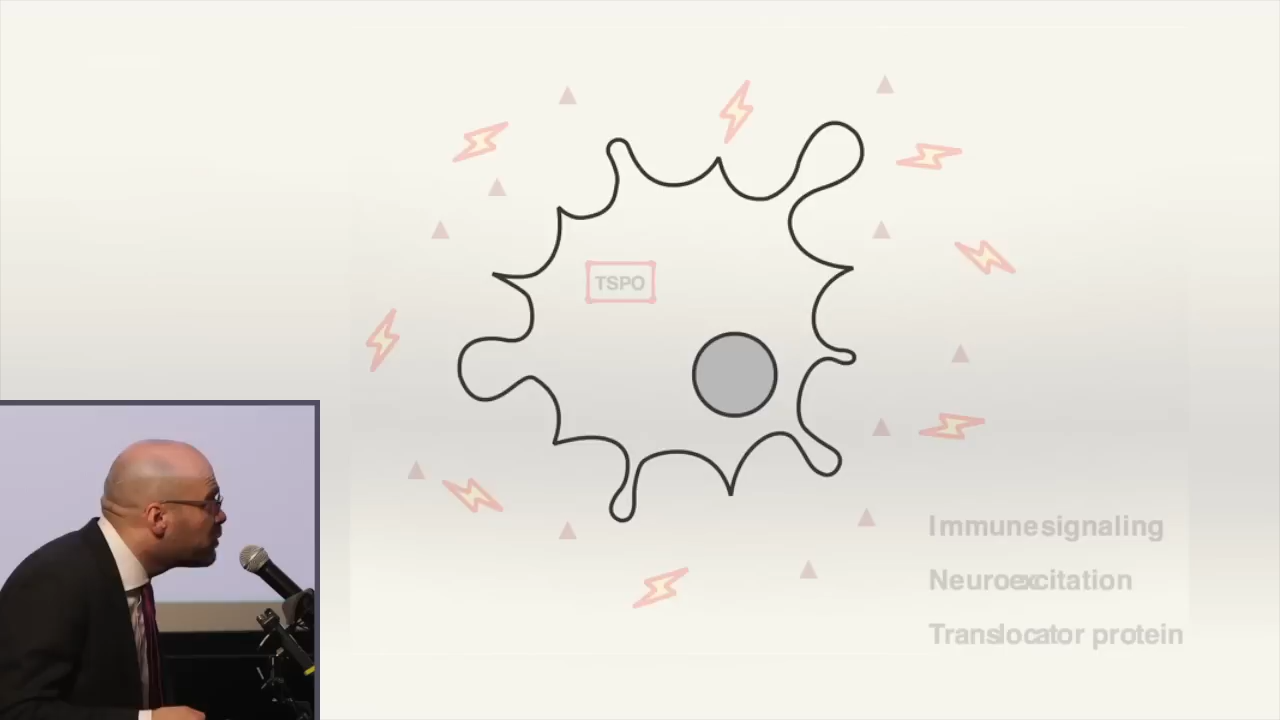 TSPO
Immune signaling
Neuroexcitation
Translocator protein